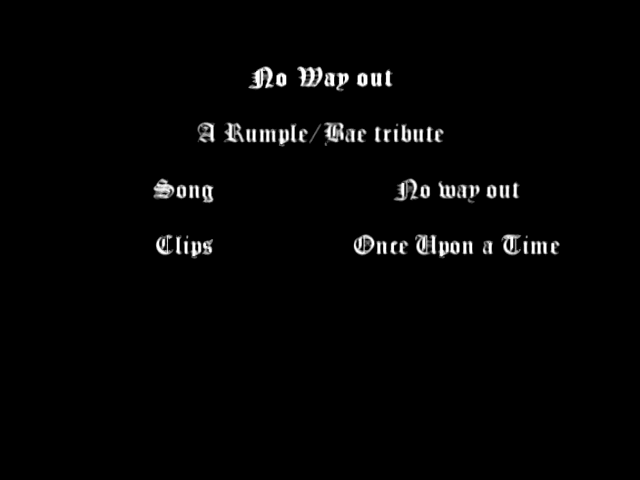 No Way out
A Rumple/Bae tribute
Song No way out
Clips Once Upon a Time